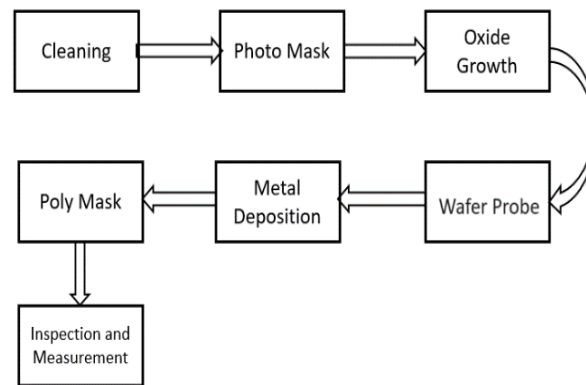 Cleaning
Photo Mask
Oxide
Growth
Wafer Probe
Metal
Deposition
Poly Mask
Inspection and
Measurement